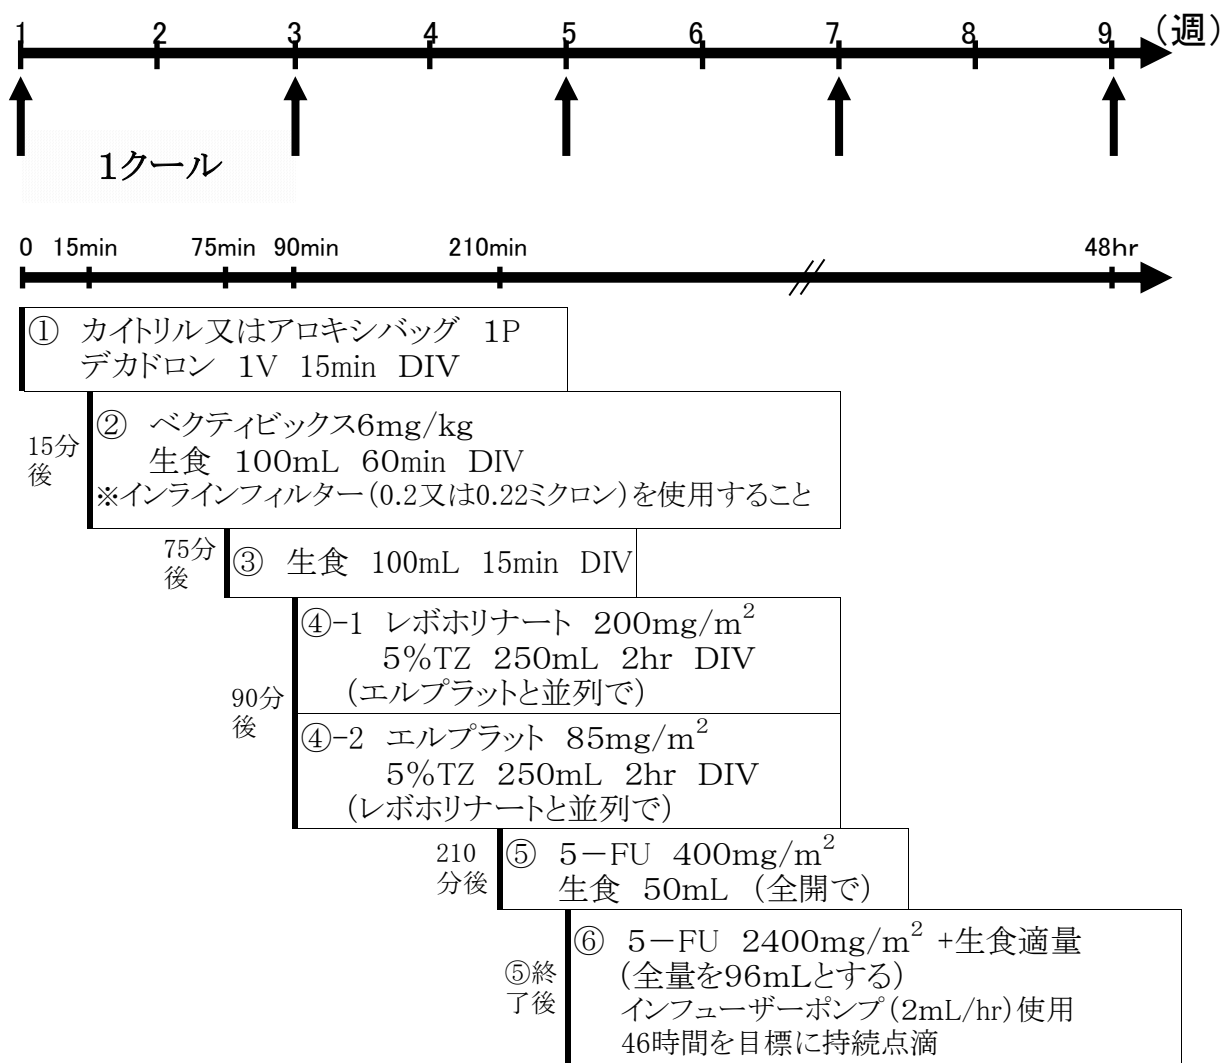 1 2 3 4 5 6 7 8 9 (週)
1クール
0 15min 75min 90min 210min 48hr
① カイトリル又はアロキシバッグ 1P
デカドロン 1V 15min DIV
15分
後
② ベクティビックス6mg/kg
生食 100mL 60min DIV
※インラインフィルター(0.2又は0.22ミクロン)を使用すること
75分
後
③ 生食 100mL 15min DIV
90分
後
④-1 レボホリナート 200mg/m²
5%TZ 250mL 2hr DIV
(エルプラットと並列で)
④-2 エルプラット 85mg/m²
5%TZ 250mL 2hr DIV
(レボホリナートと並列で)
210
分後
⑤ 5-FU 400mg/m²
生食 50mL (全開で)
⑤終
了後
⑥ 5-FU 2400mg/m² +生食適量
(全量を96mLとする)
インフューザーポンプ(2mL/hr)使用
46時間を目標に持続点滴